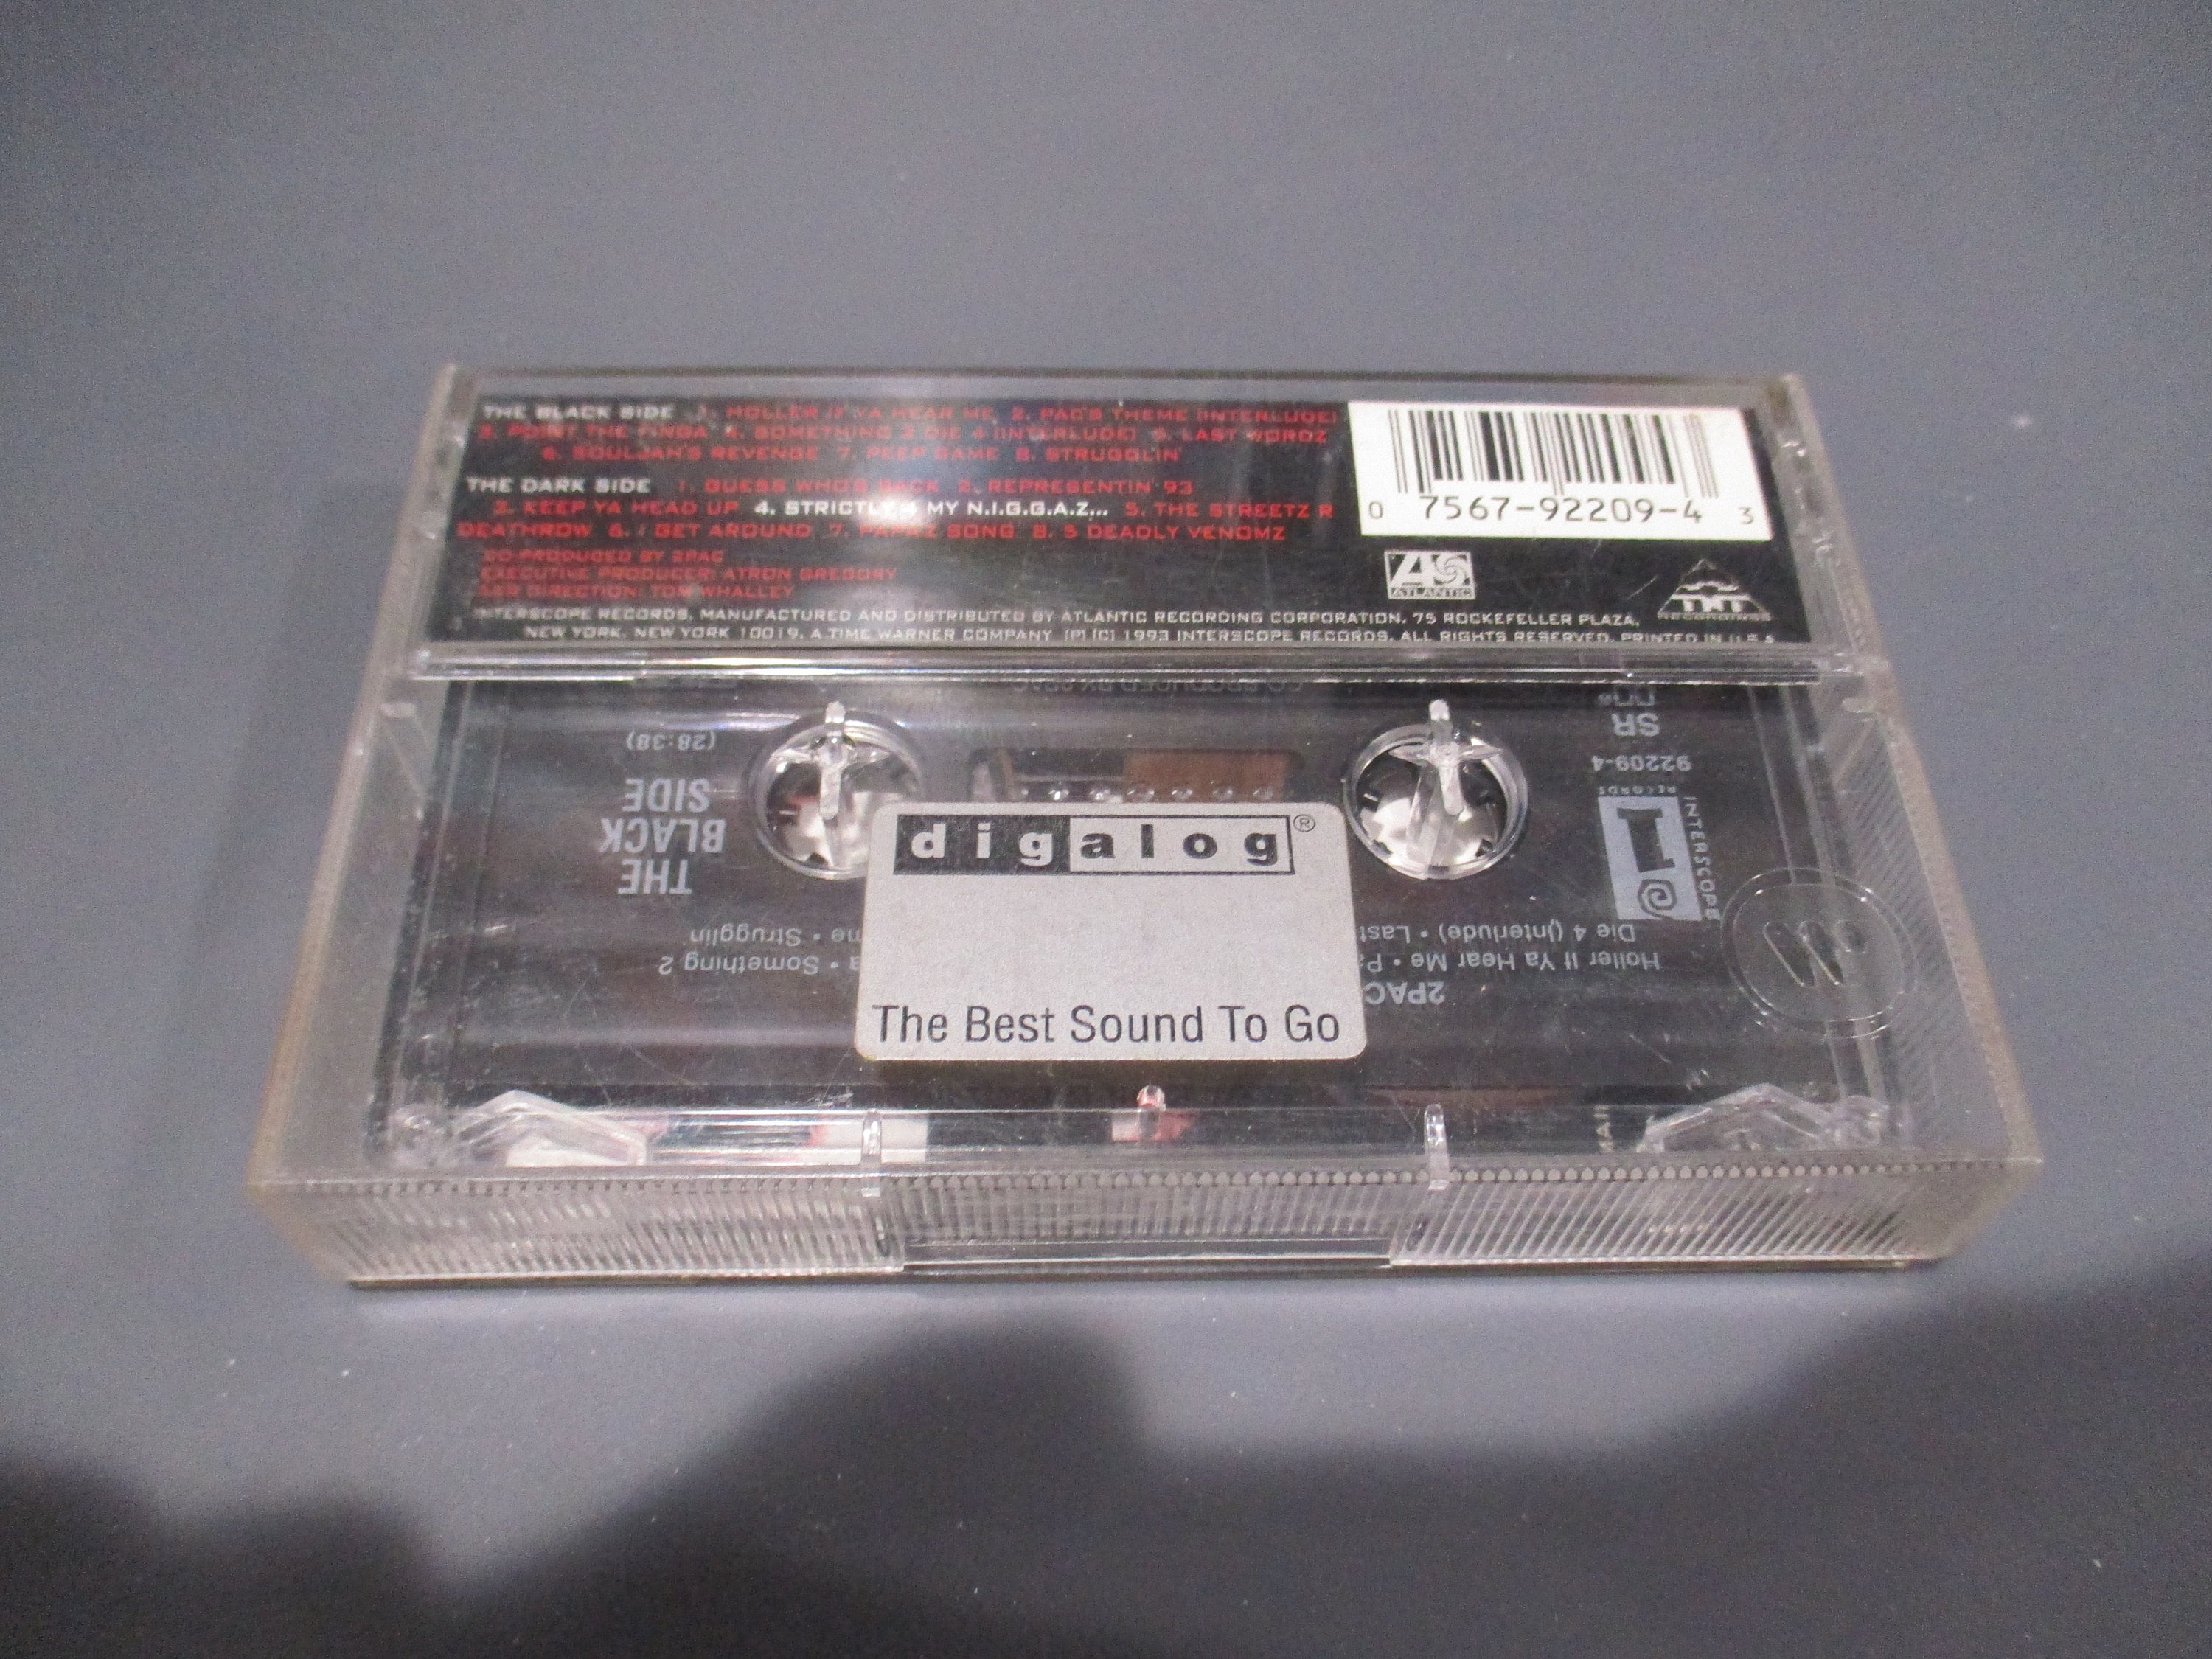 THE BLACK SIDE 1. HOLLER IF YA HEAR ME 2. PAC'S THEME (INTERLUDE)
3. POINT THE FINGA 4. SOMETHING 2 DIE 4 (INTERLUDE) 5. LAST WORDZ
6. SOULJAH'S REVENGE 7. PEEP GAME 8. STRUGGLIN'
THE DARK SIDE 1. GUESS WHO'S BACK 2. REPRESENTIN' 93
3. KEEP YA HEAD UP 4. STRICTLY 4 MY N.I.G.G.A.Z... 5. THE STREETZ R
DEATHROW 6. I GET AROUND 7. PAPA'Z SONG 8. 5 DEADLY VENOMZ
CO-PRODUCED BY 2PAC
EXECUTIVE PRODUCER: ATRON GREGORY
A&R DIRECTION: TOM WHALLEY
INTERSCOPE RECORDS, MANUFACTURED AND DISTRIBUTED BY ATLANTIC RECORDING CORPORATION, 75 ROCKEFELLER PLAZA,
NEW YORK, NEW YORK 10019. A TIME WARNER COMPANY (P) (C) 1993 INTERSCOPE RECORDS. ALL RIGHTS RESERVED. PRINTED IN U.S.A.
0 7567-92209-4 3
ATLANTIC
TNT
RECORDINGS
digalog®
The Best Sound To Go
2PAC
Holler If Ya Hear Me • Pa
a • Something 2
Die 4 (Interlude) • Last
me • Strugglin
THE
BLACK
SIDE
(28:38)
INTERSCOPE
RECORDS
92209-4
SR